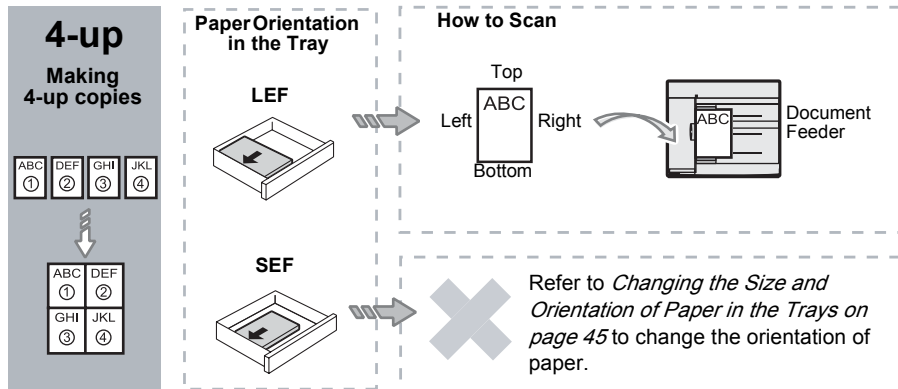 4-up
Making
4-up copies
ABC DEF GHI JKL
① ② ③ ④
ABC DEF
① ②
GHI JKL
③ ④
Paper Orientation
in the Tray
LEF
SEF
How to Scan
Top
ABC
Left Right
Bottom
ABC
Document
Feeder
Refer to Changing the Size and
Orientation of Paper in the Trays on
page 45 to change the orientation of
paper.